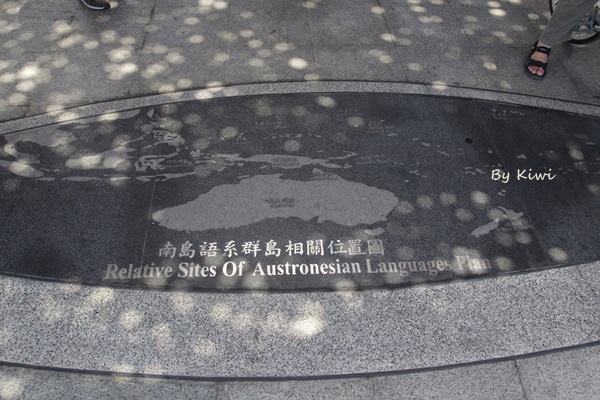 By Kiwi
南島語系群島相關位置圖
Relative Sites Of Austronesian Languages Plan